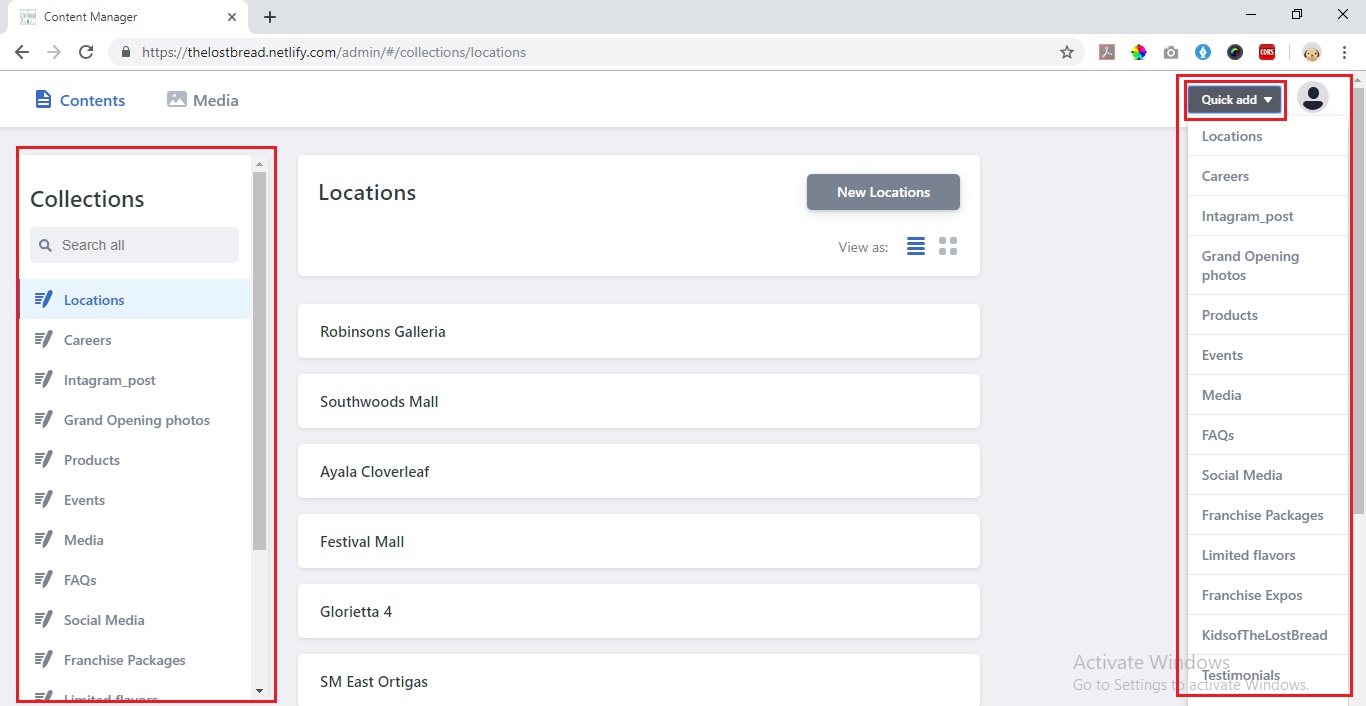 Content Manager
https://thelostbread.netlify.com/admin/#/collections/locations
CORS
Contents
Media
Quick add
Collections
Search all
Locations
Careers
Intagram_post
Grand Opening photos
Products
Events
Media
FAQs
Social Media
Franchise Packages
Limited flavors
Locations
New Locations
View as:
Robinsons Galleria
Southwoods Mall
Ayala Cloverleaf
Festival Mall
Glorietta 4
SM East Ortigas
Locations
Careers
Intagram_post
Grand Opening
photos
Products
Events
Media
FAQs
Social Media
Franchise Packages
Limited flavors
Franchise Expos
KidsofTheLostBread
Testimonials
Activate Windows
Go to Settings to activate Windows.